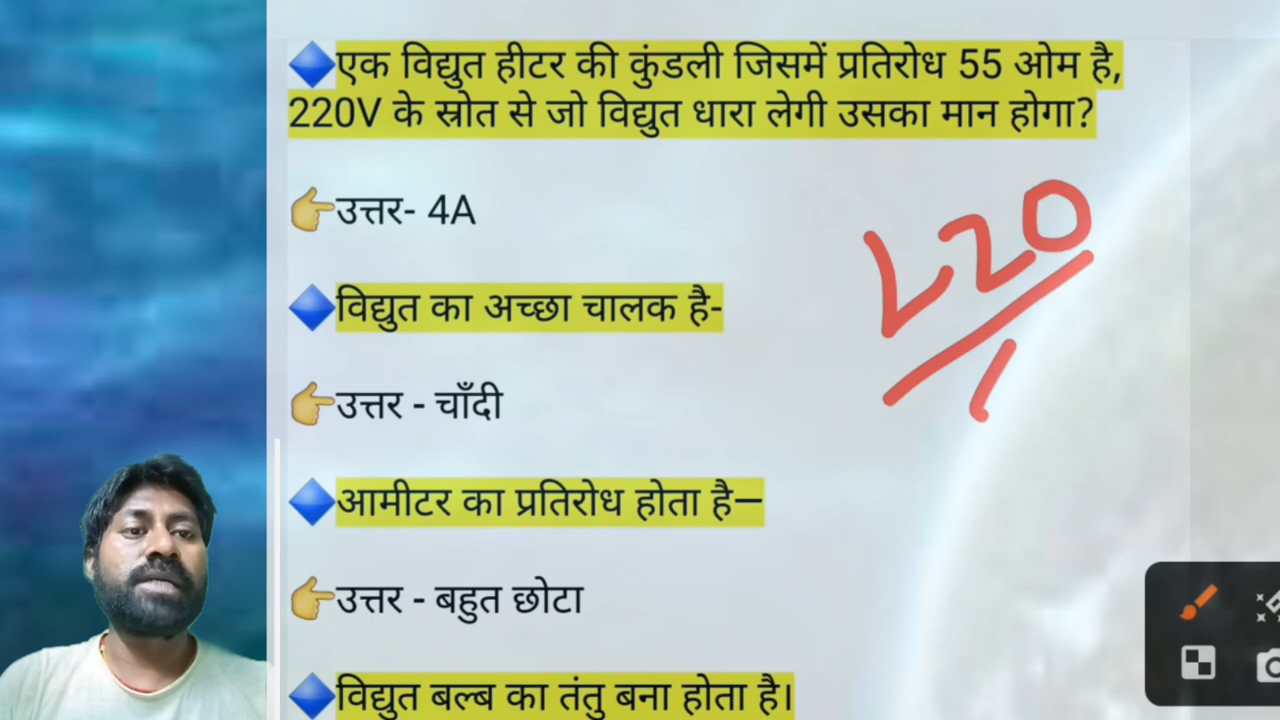 🔷एक विद्युत हीटर की कुंडली जिसमें प्रतिरोध 55 ओम है,
220V के स्रोत से जो विद्युत धारा लेगी उसका मान होगा?
👉उत्तर- 4A
220
🔷विद्युत का अच्छा चालक है-
👉उत्तर - चाँदी
🔷आमीटर का प्रतिरोध होता है—
👉उत्तर - बहुत छोटा
🔷विद्युत बल्ब का तंतु बना होता है।